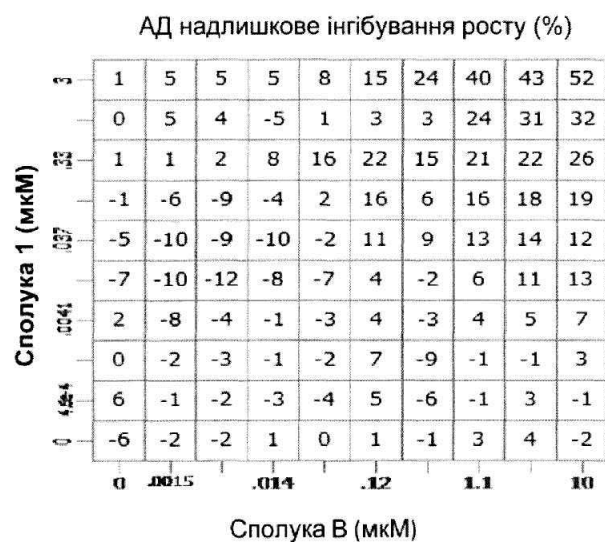 АД надлишкове інгібування росту (%)
3 1 5 5 5 8 15 24 40 43 52
0 5 4 -5 1 3 3 24 31 32
.33 1 1 2 8 16 22 15 21 22 26
-1 -6 -9 -4 2 16 6 16 18 19
.037 -5 -10 -9 -10 -2 11 9 13 14 12
-7 -10 -12 -8 -7 4 -2 6 11 13
.0041 2 -8 -4 -1 -3 4 -3 4 5 7
0 -2 -3 -1 -2 7 -9 -1 -1 3
4.6e-4 6 -1 -2 -3 -4 5 -6 -1 3 -1
0 -6 -2 -2 1 0 1 -1 3 4 -2
0 .0015 .014 .12 1.1 10
Сполука 1 (мкМ)
Сполука В (мкМ)